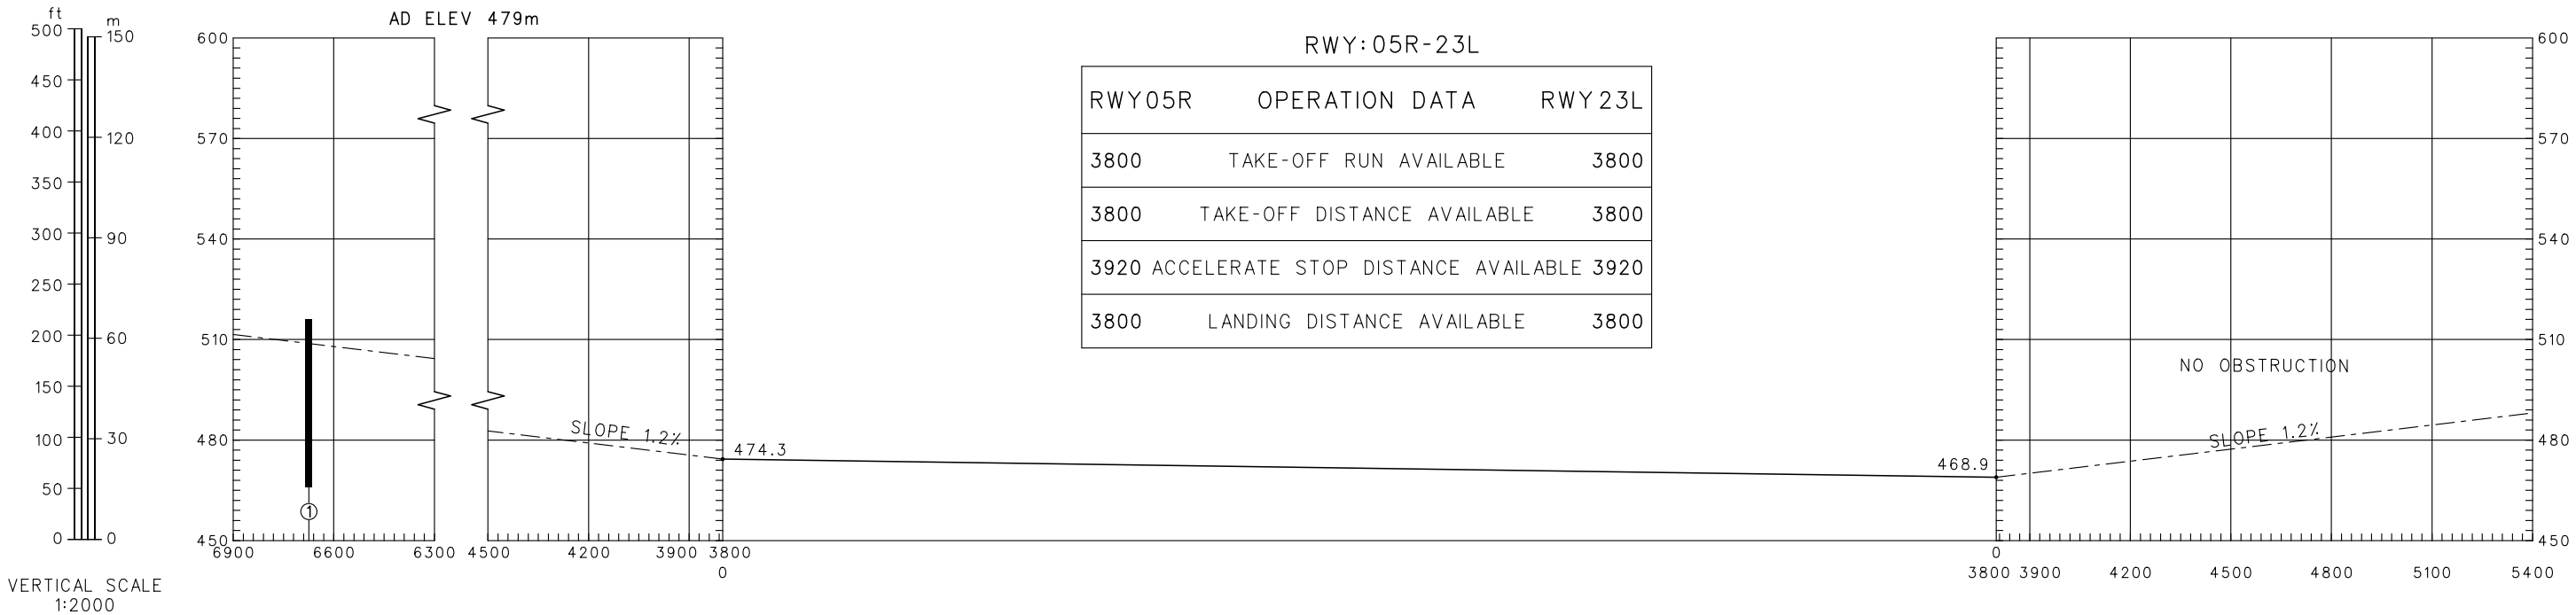 AD ELEV 479m
ft
m
500
450
400
350
300
250
200
150
100
50
0
150
120
90
60
30
0
VERTICAL SCALE
1:2000
600
570
540
510
480
450
SLOPE 1.2%
474.3
①
6900 6600 6300 4500 4200 3900 3800
0
RWY:05R-23L
RWY05R OPERATION DATA RWY23L
3800 TAKE-OFF RUN AVAILABLE 3800
3800 TAKE-OFF DISTANCE AVAILABLE 3800
3920 ACCELERATE STOP DISTANCE AVAILABLE 3920
3800 LANDING DISTANCE AVAILABLE 3800
600
570
540
510
480
450
NO OBSTRUCTION
SLOPE 1.2%
468.9
0
3800 3900 4200 4500 4800 5100 5400